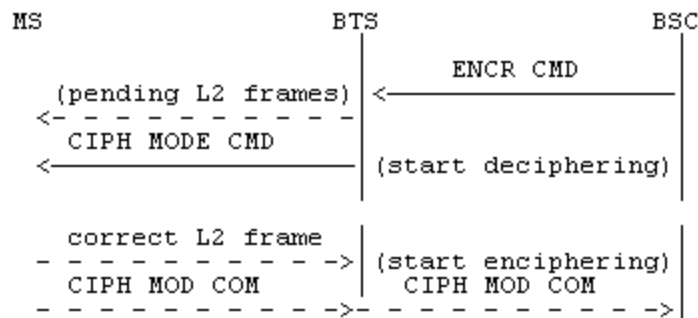 MS BTS BSC
ENCR CMD
(pending L2 frames)
CIPH MODE CMD
(start deciphering)
correct L2 frame
(start enciphering)
CIPH MOD COM CIPH MOD COM